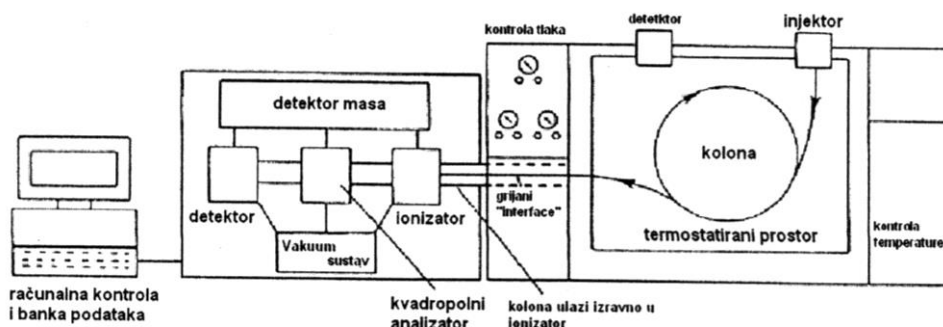 kontrola tlaka
detetktor
injektor
detektor masa
kolona
detektor
ionizator
grijani
"interface"
termostatirani prostor
kontrola
temperature
Vakuum
sustav
računalna kontrola
i banka podataka
kvadropolni
analizator
kolona ulazi izravno u
ionizator